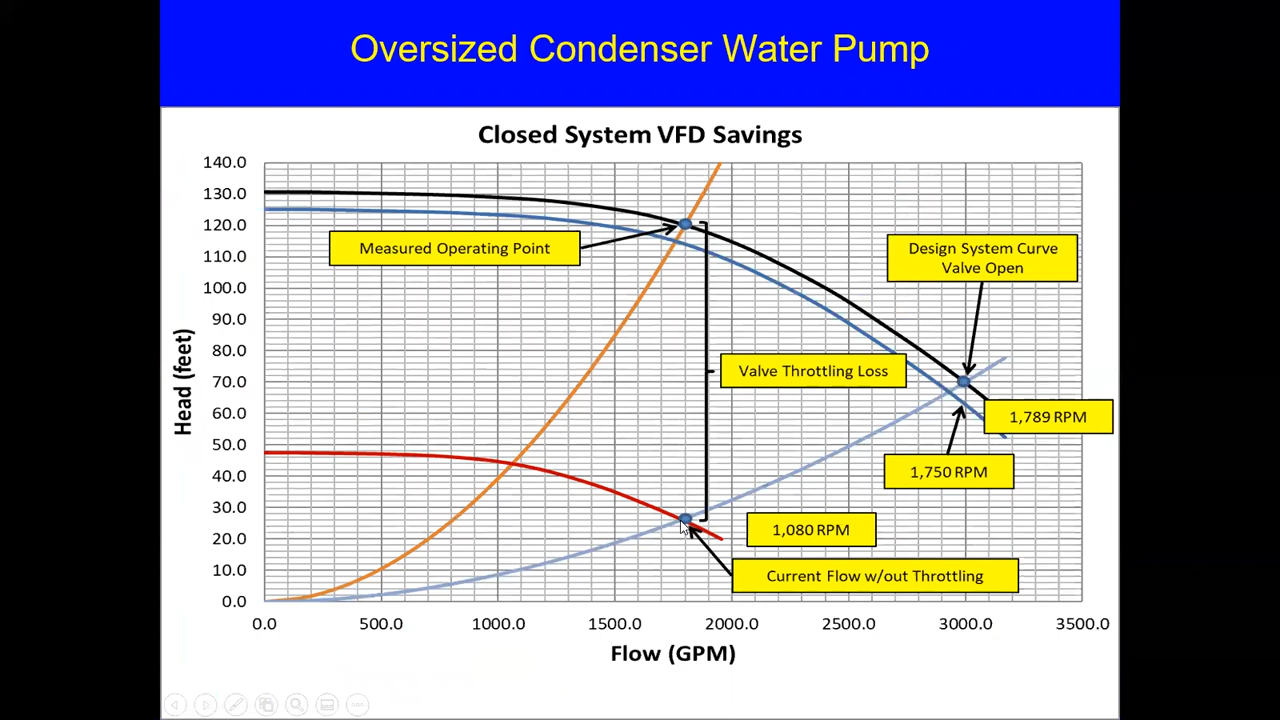 Oversized Condenser Water Pump
Closed System VFD Savings
140.0
130.0
120.0
110.0
100.0
90.0
80.0
70.0
60.0
50.0
40.0
30.0
20.0
10.0
0.0
Head (feet)
Measured Operating Point
Design System Curve
Valve Open
Valve Throttling Loss
1,789 RPM
1,750 RPM
1,080 RPM
Current Flow w/out Throttling
0.0 500.0 1000.0 1500.0 2000.0 2500.0 3000.0 3500.0
Flow (GPM)